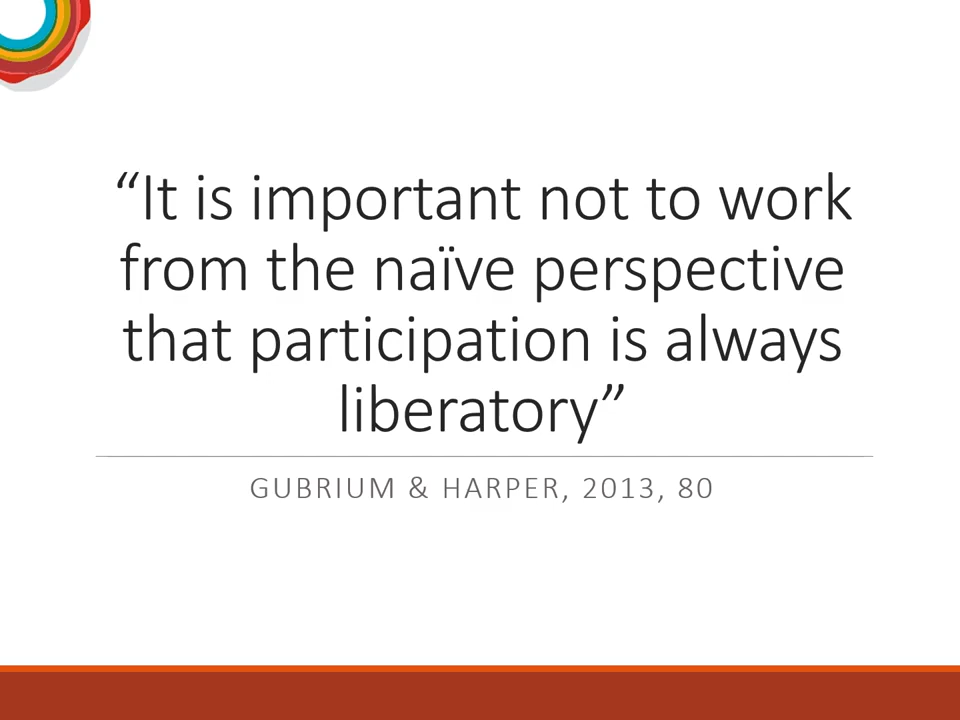 “It is important not to work
from the naïve perspective
that participation is always
liberatory”
GUBRIUM & HARPER, 2013, 80